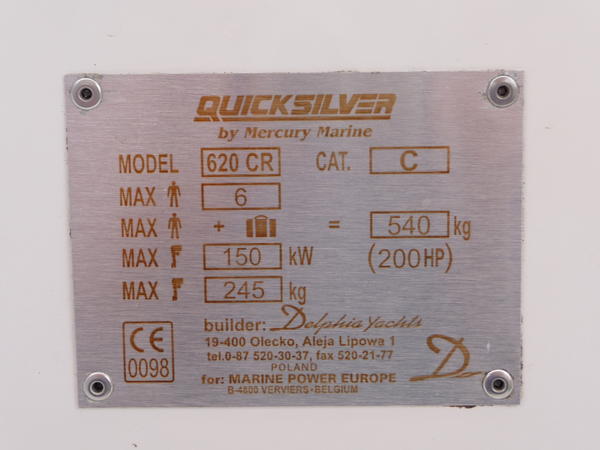 QUICKSILVER
by Mercury Marine
MODEL 620 CR CAT. C
MAX 6
MAX + = 540 kg
MAX 150 kW (200HP)
MAX 245 kg
builder: Delphia Yachts
19-400 Olecko, Aleja Lipowa 1
tel.0-87 520-30-37, fax 520-21-77
POLAND
for: MARINE POWER EUROPE
B-4800 VERVIERS-BELGIUM
CE
0098
D